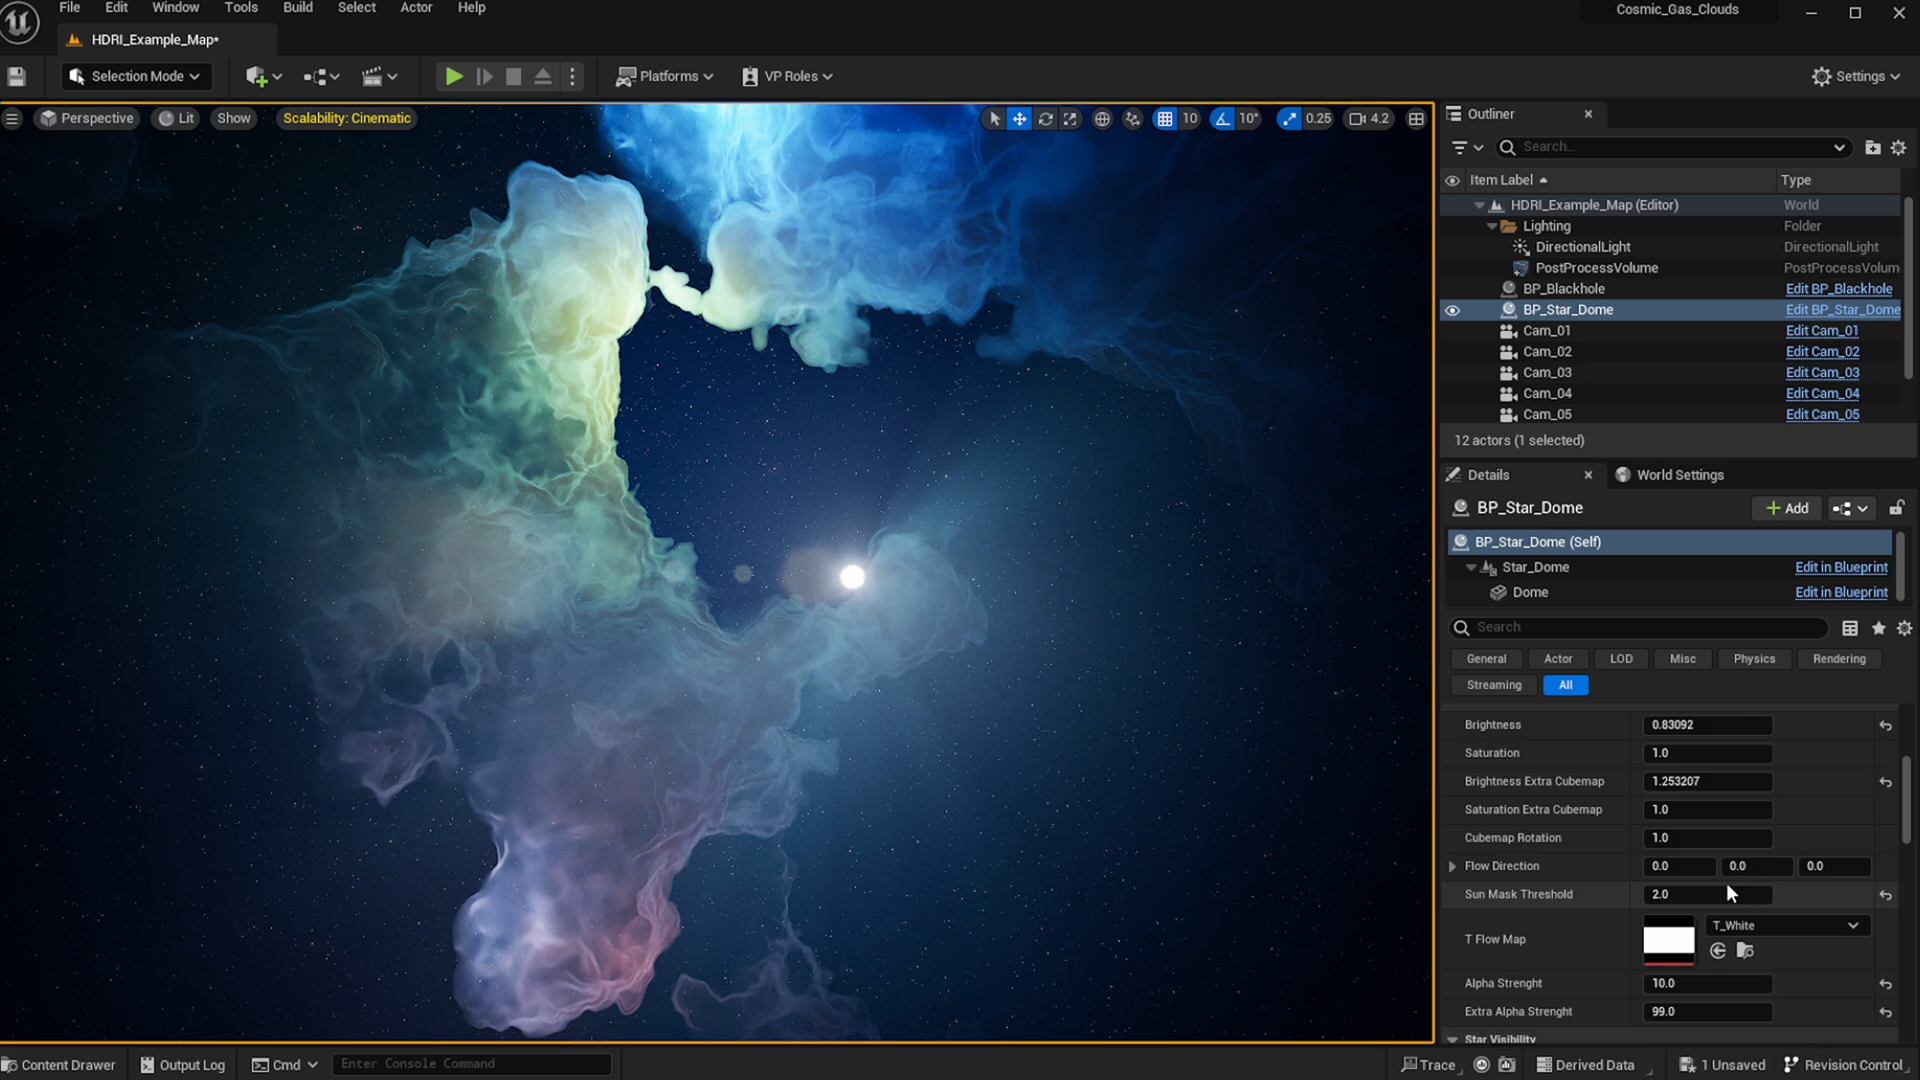 File Edit Window Tools Build Select Actor Help
Cosmic_Gas_Clouds
HDRI_Example_Map*
Selection Mode
Platforms
VP Roles
Settings
Perspective
Lit
Show
Scalability: Cinematic
10
10°
0.25
4.2
Outliner
Search...
Item Label
Type
HDRI_Example_Map (Editor) World
Lighting Folder
DirectionalLight DirectionalLight
PostProcessVolume PostProcessVolum
BP_Blackhole Edit BP_Blackhole
BP_Star_Dome Edit BP_Star_Dome
Cam_01 Edit Cam_01
Cam_02 Edit Cam_02
Cam_03 Edit Cam_03
Cam_04 Edit Cam_04
Cam_05 Edit Cam_05
12 actors (1 selected)
Details
World Settings
BP_Star_Dome
Add
BP_Star_Dome (Self)
Star_Dome Edit in Blueprint
Dome Edit in Blueprint
Search
General Actor LOD Misc Physics Rendering
Streaming All
Brightness 0.83092
Saturation 1.0
Brightness Extra Cubemap 1.253207
Saturation Extra Cubemap 1.0
Cubemap Rotation 1.0
Flow Direction 0.0 0.0 0.0
Sun Mask Threshold 2.0
T Flow Map T_White
Alpha Strenght 10.0
Extra Alpha Strenght 99.0
Star Visibility
Content Drawer
Output Log
Cmd
Enter Console Command
Trace
Derived Data
1 Unsaved
Revision Control